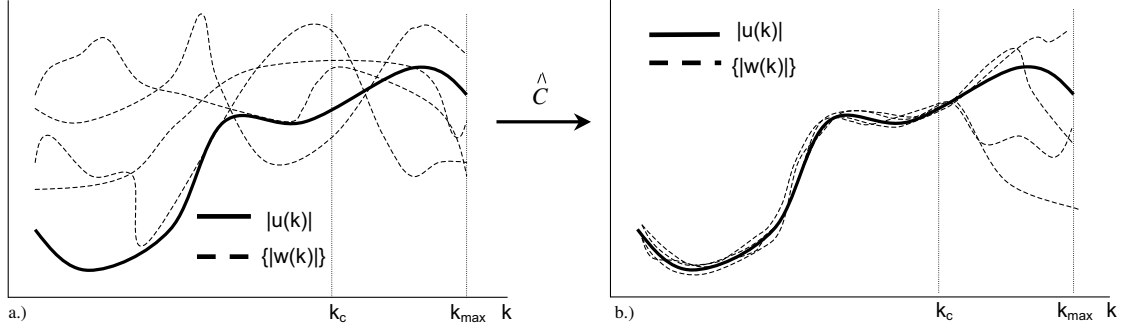 |u(k)|
{|w(k)|}
a.)
k_c
k_max
k
^
C
|u(k)|
{|w(k)|}
b.)
k_c
k_max
k